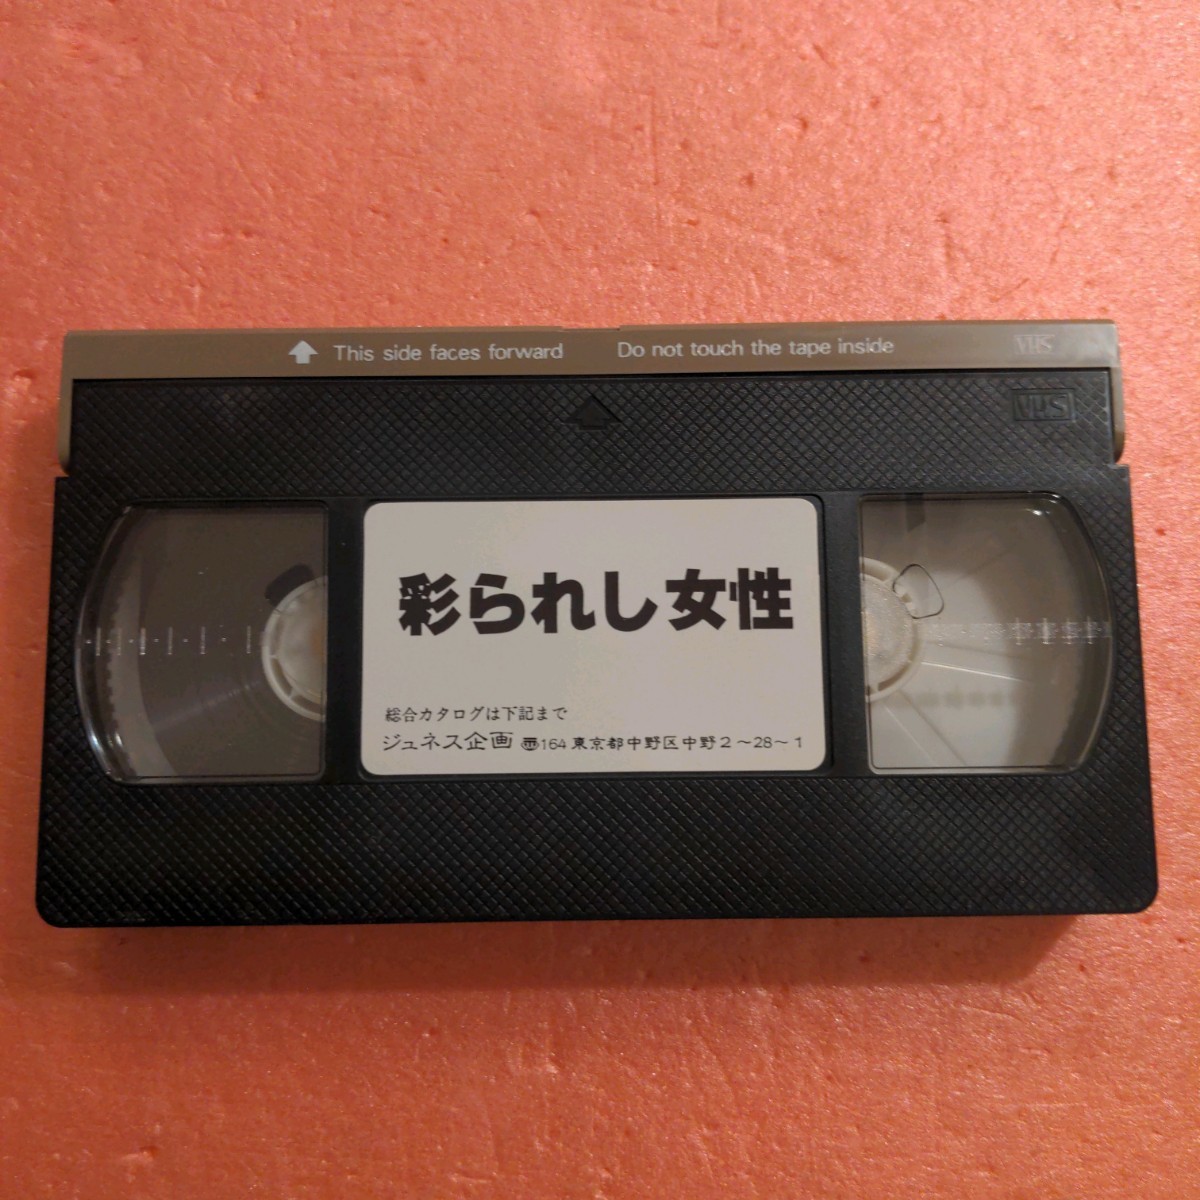 This side faces forward Do not touch the tape inside VHS
VHS
彩られし女性
総合カタログは下記まで
ジュネス企画 〠164 東京都中野区中野2〜28〜1